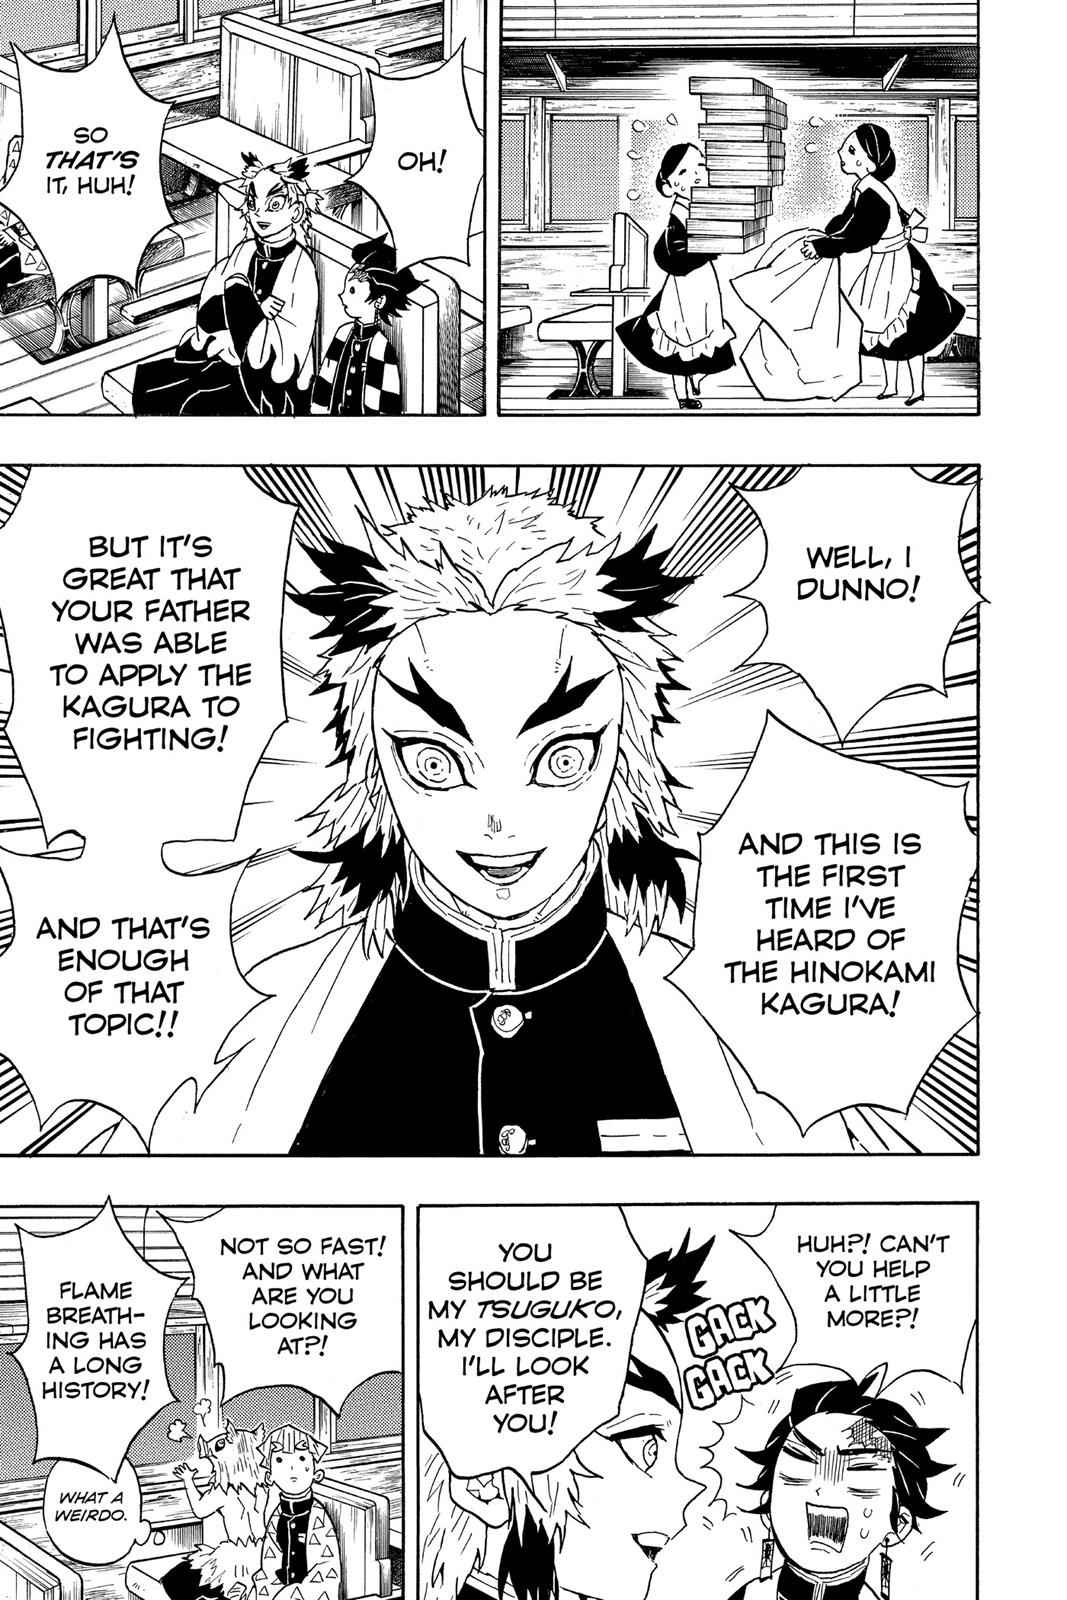 OH!
SO
THAT'S
IT, HUH!
WELL, I
DUNNO!
AND THIS IS
THE FIRST
TIME I'VE
HEARD OF
THE HINOKAMI
KAGURA!
BUT IT'S
GREAT THAT
YOUR FATHER
WAS ABLE
TO APPLY THE
KAGURA TO
FIGHTING!
AND THAT'S
ENOUGH
OF THAT
TOPIC!!
HUH?! CAN'T
YOU HELP
A LITTLE
MORE?!
GACK
GACK
YOU
SHOULD BE
MY TSUGUKO,
MY DISCIPLE.
I'LL LOOK
AFTER
YOU!
NOT SO FAST!
AND WHAT
ARE YOU
LOOKING
AT?!
FLAME
BREATH-
ING HAS
A LONG
HISTORY!
WHAT A
WEIRDO.